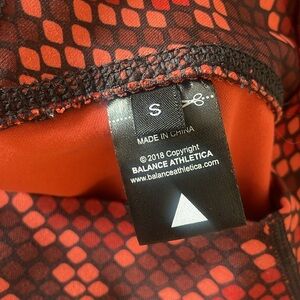 S
MADE IN CHINA
© 2018 Copyright
BALANCE ATHLETICA
www.balanceathletica.com